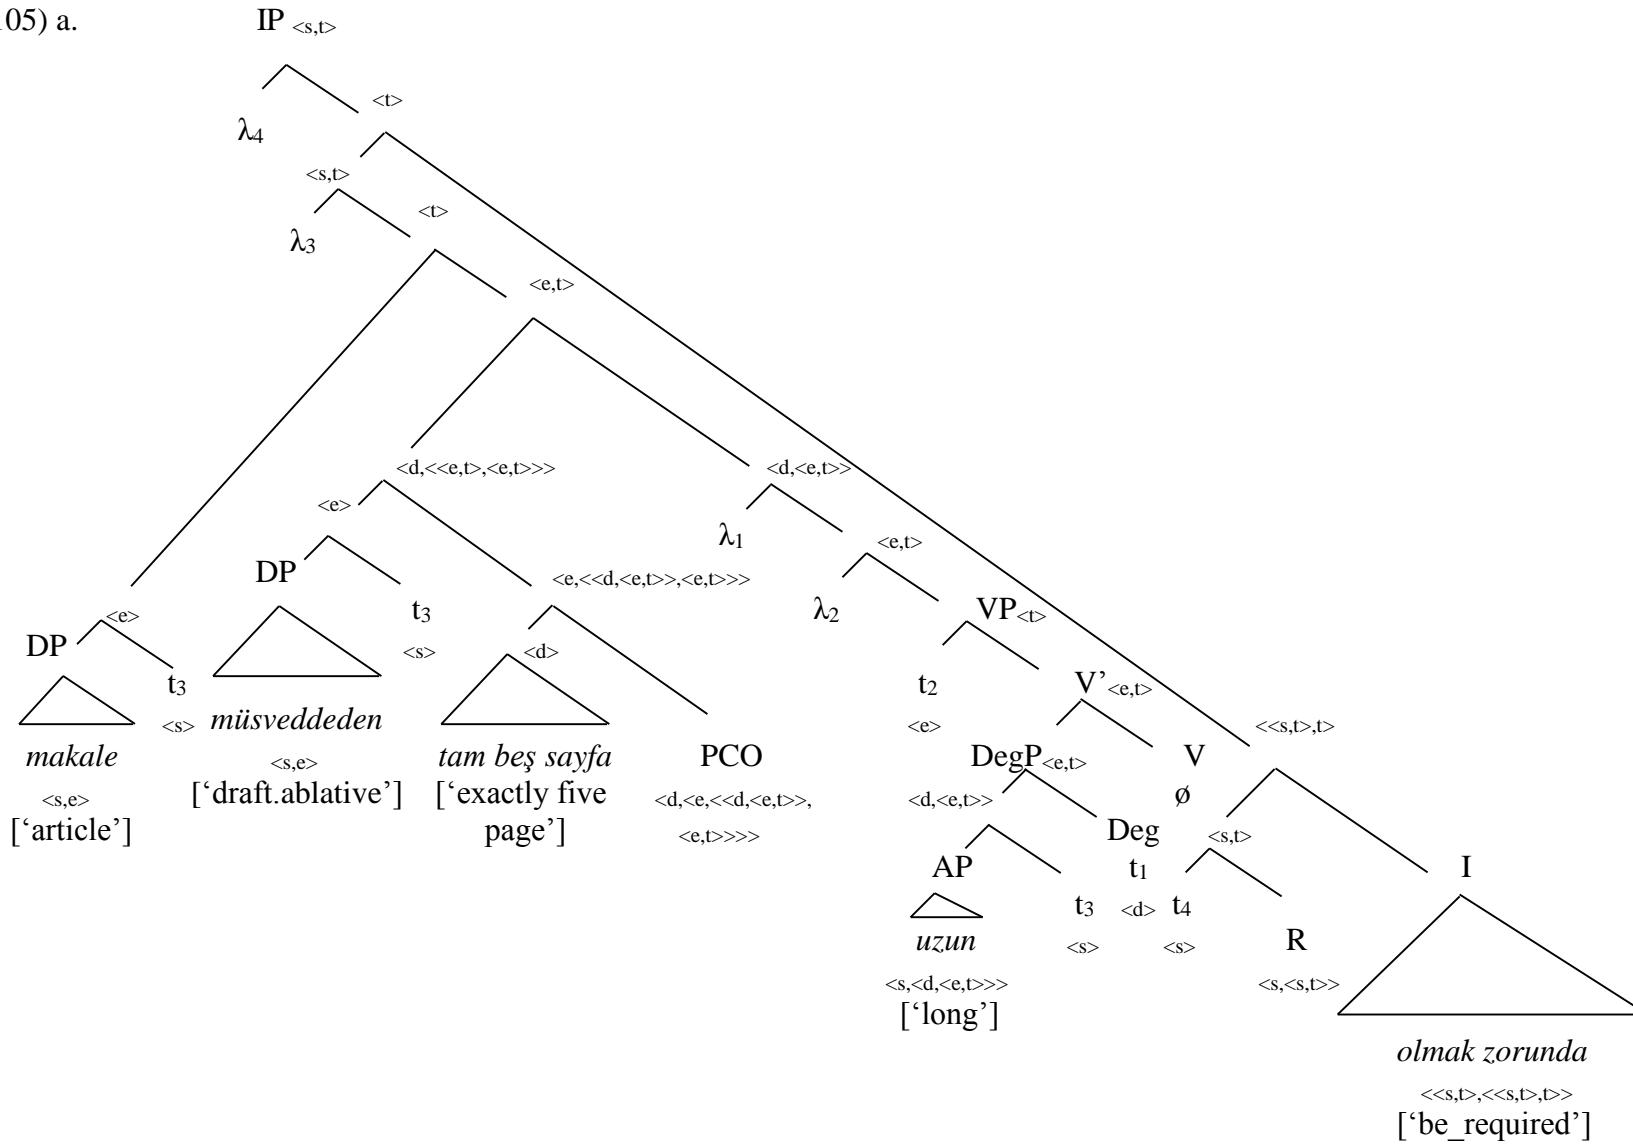 105) a.
IP <s,t>
<t>
λ4
<s,t>
<t>
λ3
<e,t>
<d,<<e,t>,<e,t>>>
<d,<e,t>>
<e>
λ1
<e,t>
DP
<e,<<d,<e,t>>,<e,t>>>
λ2
VP<t>
t3
<e>
<s>
DP
<d>
t3
t2
V’<e,t>
<s>
müsveddeden
<e>
<<s,t>,t>
makale
<s,e>
tam beş sayfa
PCO
DegP<e,t>
V
<s,e>
[‘draft.ablative’]
[‘exactly five
<d,<e,<<d,<e,t>>,
<d,<e,t>>
ø
[‘article’]
page’]
<e,t>>>>
Deg
<s,t>
AP
t1
I
t3
<d>
t4
uzun
<s>
<s>
R
<s,<d,<e,t>>>
<s,<s,t>>
[‘long’]
olmak zorunda
<<s,t>,<<s,t>,t>>
[‘be_required’]